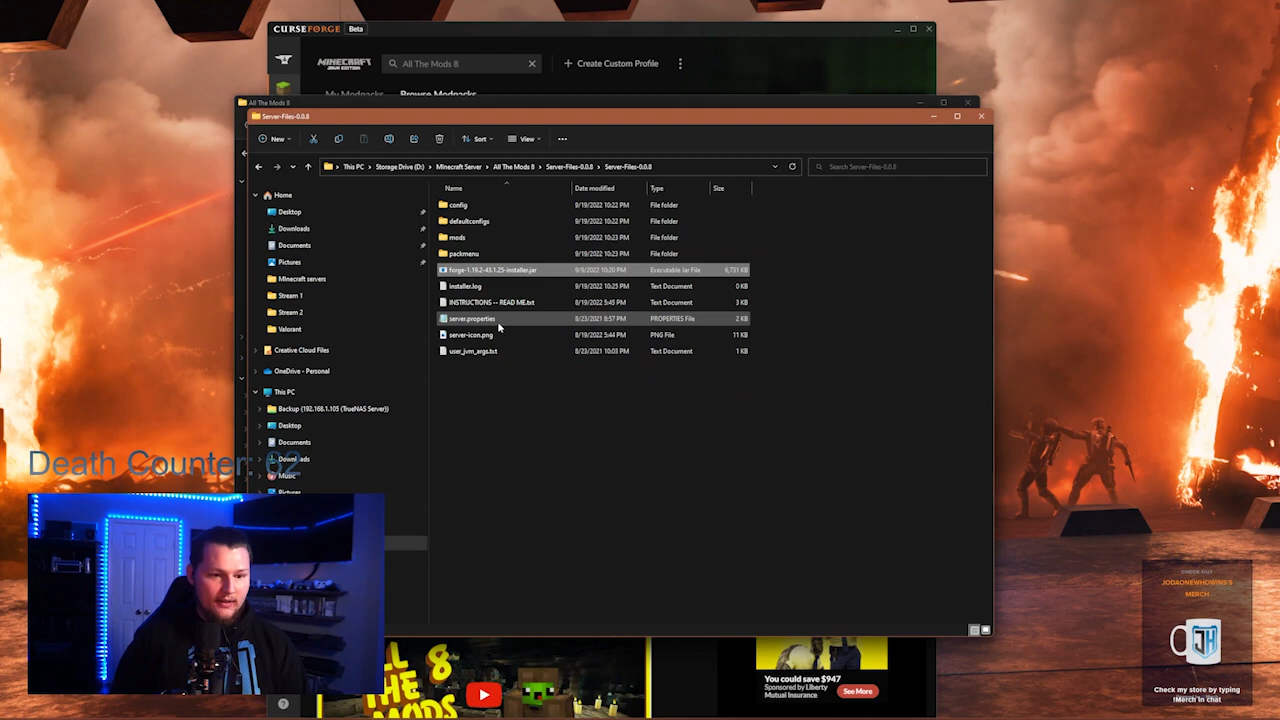 CURSEFORGE Beta
MINECRAFT
JAVA EDITION
All The Mods 8
Create Custom Profile
My Modpacks Browse Modpacks
All The Mods 8
Server-Files-0.0.8
New
Sort
View
This PC > Storage Drive (D:) > Minecraft Server > All The Mods 8 > Server-Files-0.0.8 > Server-Files-0.0.8
Search Server-Files-0.0.8
Name Date modified Type Size
config 9/19/2022 10:22 PM File folder
defaultconfigs 9/19/2022 10:22 PM File folder
mods 9/19/2022 10:23 PM File folder
packmenu 9/19/2022 10:23 PM File folder
forge-1.19.2-43.1.25-installer.jar 9/9/2022 10:20 PM Executable Jar File 6,731 KB
installer.log 9/19/2022 10:25 PM Text Document 0 KB
INSTRUCTIONS -- READ ME.txt 8/19/2022 5:45 PM Text Document 3 KB
server.properties 8/23/2021 8:57 PM PROPERTIES File 2 KB
server-icon.png 8/19/2022 5:44 PM PNG File 11 KB
user_jvm_args.txt 8/23/2021 10:03 PM Text Document 1 KB
Home
Desktop
Downloads
Documents
Pictures
Minecraft servers
Stream 1
Stream 2
Valorant
Creative Cloud Files
OneDrive - Personal
This PC
Backup (192.168.1.105 (TrueNAS Server))
Desktop
Documents
Downloads
Music
Pictures
Death Counter: 62
ALL
THE
MODS
8
You could save $947
Sponsored by Liberty
Mutual Insurance
See More
CHECK OUT
JODAONEWHOWINS'S
MERCH
JH
Check my store by typing
!Merch in chat